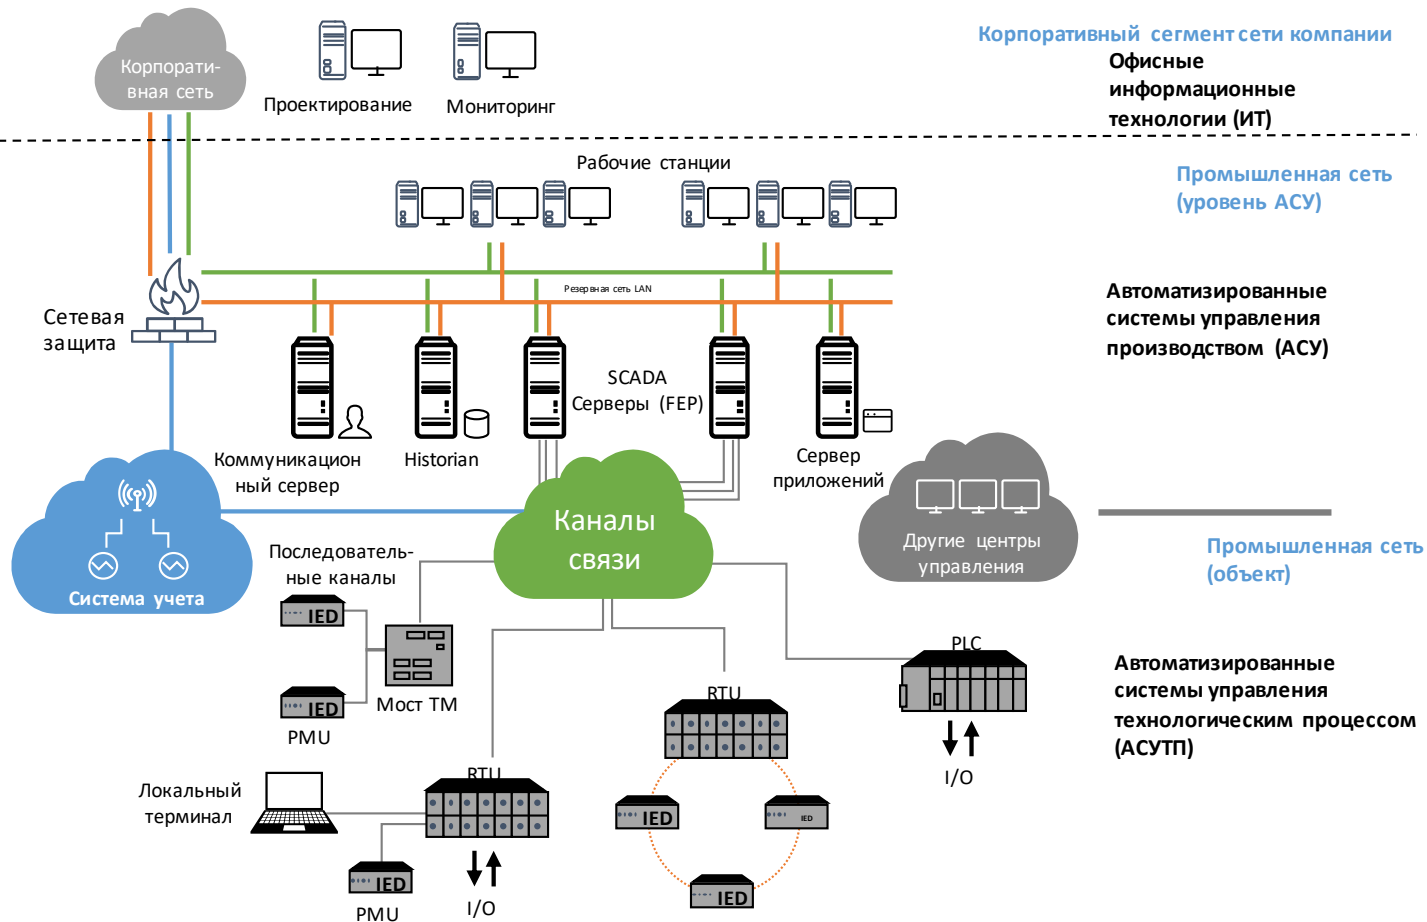 Корпоративный сегмент сети компании
Офисные
информационные
технологии (ИТ)
Корпорати-
вная сеть
Проектирование
Мониторинг
Рабочие станции
Промышленная сеть
(уровень АСУ)
Резервная сеть LAN
Сетевая
защита
Автоматизированные
системы управления
производством (АСУ)
SCADA
Серверы (FEP)
Коммуникацион
ный сервер
Historian
Сервер
приложений
Каналы
связи
Другие центры
управления
Система учета
Последователь-
ные каналы
Промышленная сеть
(объект)
IED
IED
PMU
Мост ТМ
RTU
PLC
I/O
Автоматизированные
системы управления
технологическим процессом
(АСУТП)
Локальный
терминал
RTU
IED
IED
IED
IED
PMU
I/O